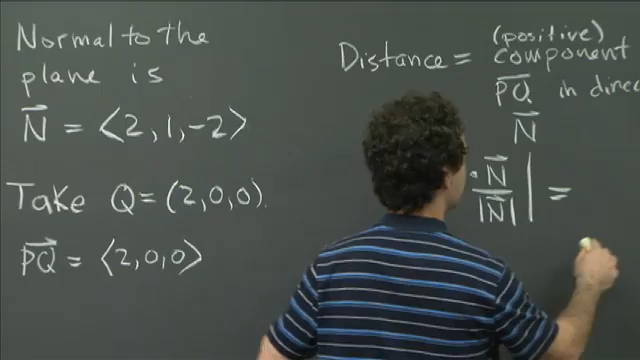 Normal to the
plane is
N⃗ = ⟨2, 1, -2⟩
Take Q = (2, 0, 0).
PQ⃗ = ⟨2, 0, 0⟩
Distance = (positive)
component
PQ⃗ in
N⃗
· N⃗ / |N⃗| | =